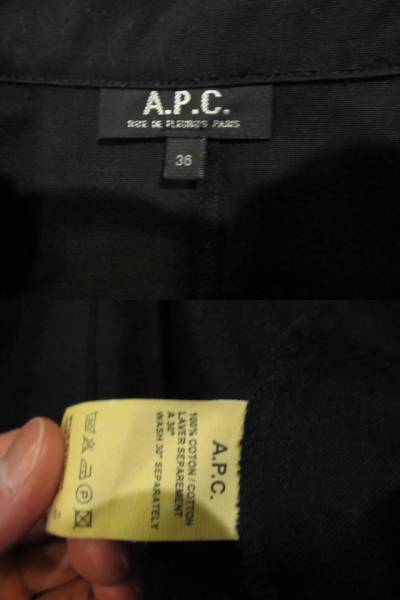 A.P.C.
RUE DE FLEURUS PARIS
36
A.P.C.
100% COTON / COTTON
LAVER SEPAREMENT
A 30°
WASH 30° SEPARATELY